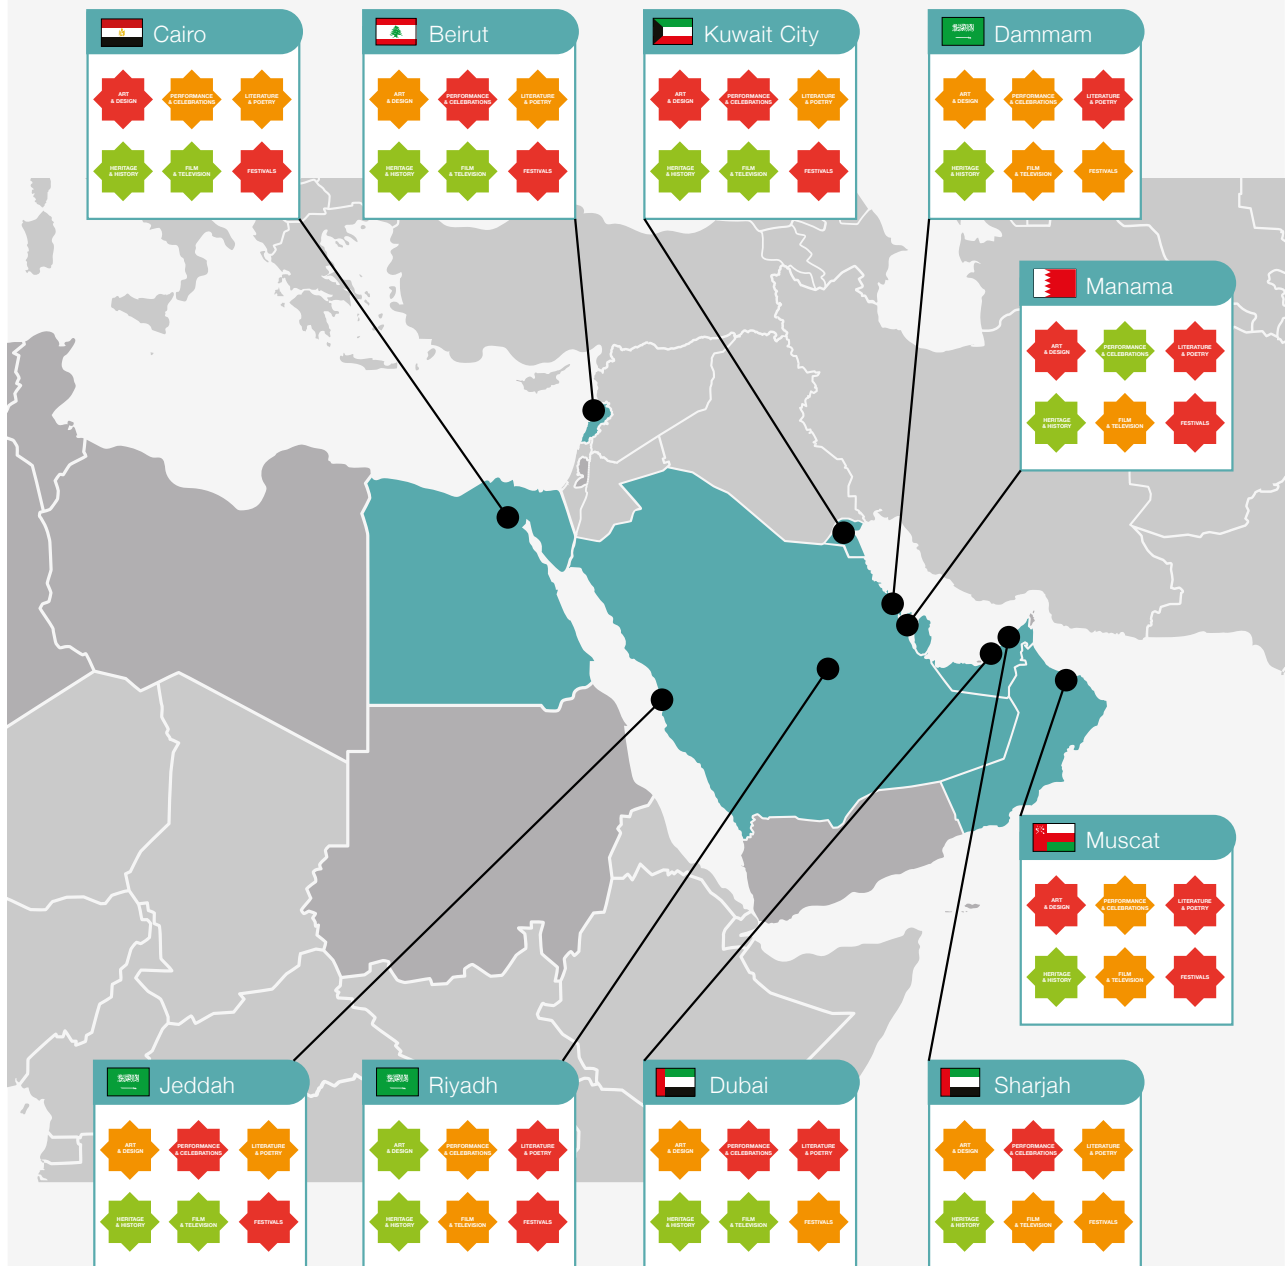 Cairo
ART
& DESIGN
PERFORMANCE
& CELEBRATIONS
LITERATURE
& POETRY
HERITAGE
& HISTORY
FILM
& TELEVISION
FESTIVALS
Beirut
ART
& DESIGN
PERFORMANCE
& CELEBRATIONS
LITERATURE
& POETRY
HERITAGE
& HISTORY
FILM
& TELEVISION
FESTIVALS
Kuwait City
ART
& DESIGN
PERFORMANCE
& CELEBRATIONS
LITERATURE
& POETRY
HERITAGE
& HISTORY
FILM
& TELEVISION
FESTIVALS
Dammam
ART
& DESIGN
PERFORMANCE
& CELEBRATIONS
LITERATURE
& POETRY
HERITAGE
& HISTORY
FILM
& TELEVISION
FESTIVALS
Manama
ART
& DESIGN
PERFORMANCE
& CELEBRATIONS
LITERATURE
& POETRY
HERITAGE
& HISTORY
FILM
& TELEVISION
FESTIVALS
Muscat
ART
& DESIGN
PERFORMANCE
& CELEBRATIONS
LITERATURE
& POETRY
HERITAGE
& HISTORY
FILM
& TELEVISION
FESTIVALS
Jeddah
ART
& DESIGN
PERFORMANCE
& CELEBRATIONS
LITERATURE
& POETRY
HERITAGE
& HISTORY
FILM
& TELEVISION
FESTIVALS
Riyadh
ART
& DESIGN
PERFORMANCE
& CELEBRATIONS
LITERATURE
& POETRY
HERITAGE
& HISTORY
FILM
& TELEVISION
FESTIVALS
Dubai
ART
& DESIGN
PERFORMANCE
& CELEBRATIONS
LITERATURE
& POETRY
HERITAGE
& HISTORY
FILM
& TELEVISION
FESTIVALS
Sharjah
ART
& DESIGN
PERFORMANCE
& CELEBRATIONS
LITERATURE
& POETRY
HERITAGE
& HISTORY
FILM
& TELEVISION
FESTIVALS